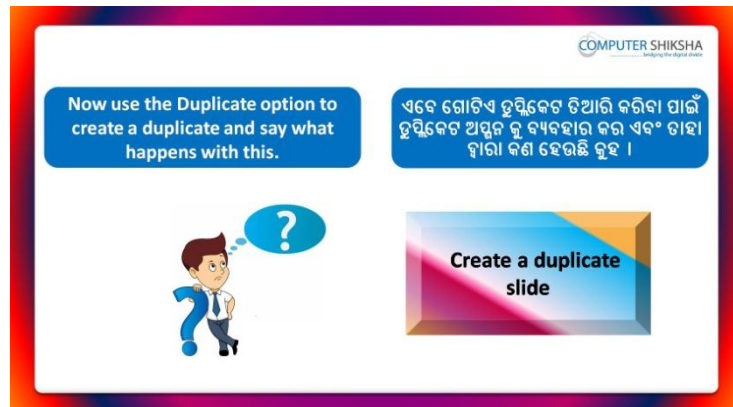 COMPUTER SHIKSHA
bridging the digital divide
Now use the Duplicate option to
create a duplicate and say what
happens with this.
ଏବେ ଗୋଟିଏ ଡୁପ୍ଲିକେଟ ତିଆରି କରିବା ପାଇଁ
ଡୁପ୍ଲିକେଟ ଅପ୍ସନ କୁ ବ୍ୟବହାର କର ଏବଂ ତାହା
ଦ୍ଵାରା କଣ ହେଉଛି କୁହ ।
?
Create a duplicate
slide